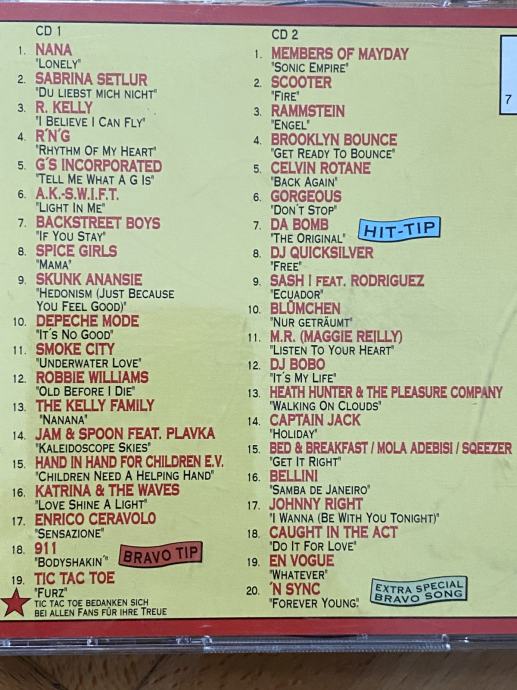 CD 1
1. NANA
"LONELY"
2. SABRINA SETLUR
"DU LIEBST MICH NICHT"
3. R. KELLY
"I BELIEVE I CAN FLY"
4. R'N'G
"RHYTHM OF MY HEART"
5. G'S INCORPORATED
"TELL ME WHAT A G IS"
6. A.K.-S.W.I.F.T.
"LIGHT IN ME"
7. BACKSTREET BOYS
"IF YOU STAY"
8. SPICE GIRLS
"MAMA"
9. SKUNK ANANSIE
"HEDONISM (JUST BECAUSE
YOU FEEL GOOD)"
10. DEPECHE MODE
"IT'S NO GOOD"
11. SMOKE CITY
"UNDERWATER LOVE"
12. ROBBIE WILLIAMS
"OLD BEFORE I DIE"
13. THE KELLY FAMILY
"NANANA"
14. JAM & SPOON FEAT. PLAVKA
"KALEIDOSCOPE SKIES"
15. HAND IN HAND FOR CHILDREN E.V.
"CHILDREN NEED A HELPING HAND"
16. KATRINA & THE WAVES
"LOVE SHINE A LIGHT"
17. ENRICO CERAVOLO
"SENSAZIONE"
18. 911
"BODYSHAKIN'"
BRAVO TIP
19. TIC TAC TOE
"FURZ"
TIC TAC TOE BEDANKEN SICH
BEI ALLEN FANS FÜR IHRE TREUE
CD 2
1. MEMBERS OF MAYDAY
"SONIC EMPIRE"
2. SCOOTER
"FIRE"
3. RAMMSTEIN
"ENGEL"
4. BROOKLYN BOUNCE
"GET READY TO BOUNCE"
5. CELVIN ROTANE
"BACK AGAIN"
6. GORGEOUS
"DON'T STOP"
7. DA BOMB
"THE ORIGINAL"
HIT-TIP
8. DJ QUICKSILVER
"FREE"
9. SASH! FEAT. RODRIGUEZ
"ECUADOR"
10. BLÜMCHEN
"NUR GETRÄUMT"
11. M.R. (MAGGIE REILLY)
"LISTEN TO YOUR HEART"
12. DJ BOBO
"IT'S MY LIFE"
13. HEATH HUNTER & THE PLEASURE COMPANY
"WALKING ON CLOUDS"
14. CAPTAIN JACK
"HOLIDAY"
15. BED & BREAKFAST / MOLA ADEBISI / SQEEZER
"GET IT RIGHT"
16. BELLINI
"SAMBA DE JANEIRO"
17. JOHNNY RIGHT
"I WANNA (BE WITH YOU TONIGHT)"
18. CAUGHT IN THE ACT
"DO IT FOR LOVE"
19. EN VOGUE
"WHATEVER"
20. 'N SYNC
"FOREVER YOUNG"
EXTRA SPECIAL
BRAVO SONG
7